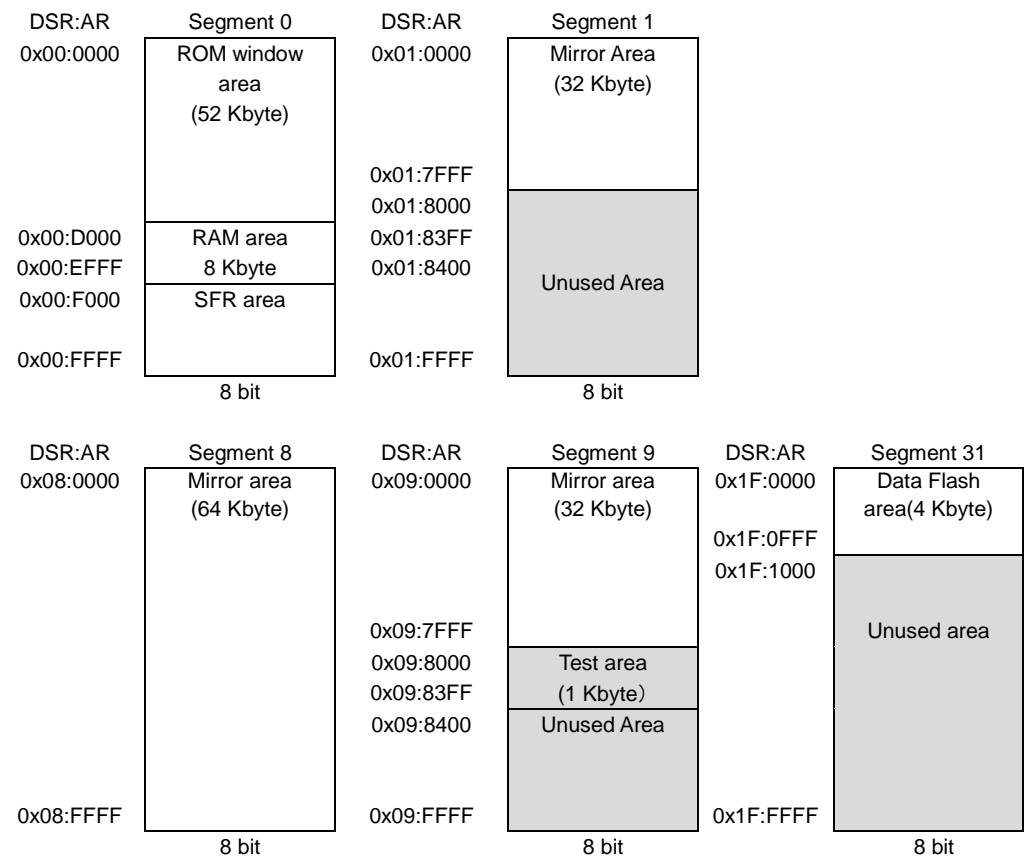 DSR:AR Segment 0 DSR:AR Segment 1
0x00:0000 ROM window 0x01:0000 Mirror Area
area (32 Kbyte)
(52 Kbyte)
0x01:7FFF
0x01:8000
0x00:D000 RAM area 0x01:83FF
0x00:EFFF 8 Kbyte 0x01:8400
Unused Area
0x00:F000 SFR area
0x00:FFFF 0x01:FFFF
8 bit 8 bit
DSR:AR Segment 8 DSR:AR Segment 9 DSR:AR Segment 31
0x08:0000 Mirror area 0x09:0000 Mirror area 0x1F:0000 Data Flash
(64 Kbyte) (32 Kbyte) area(4 Kbyte)
0x1F:0FFF
0x1F:1000
0x09:7FFF Unused area
0x09:8000 Test area
0x09:83FF (1 Kbyte）
0x09:8400 Unused Area
0x08:FFFF 0x09:FFFF 0x1F:FFFF
8 bit 8 bit 8 bit